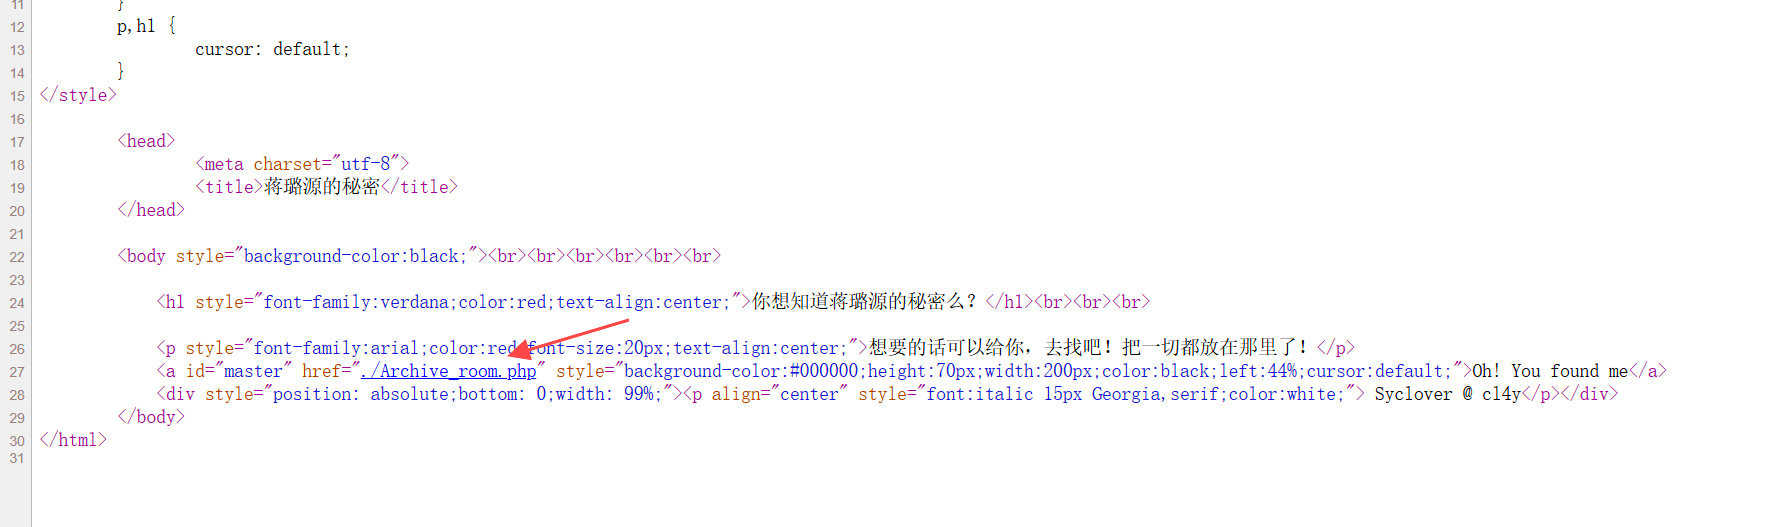 11 }
12 p,h1 {
13 cursor: default;
14 }
15 </style>
16
17 <head>
18 <meta charset="utf-8">
19 <title>蒋璐源的秘密</title>
20 </head>
21
22 <body style="background-color:black;"><br><br><br><br><br><br>
23
24 <h1 style="font-family:verdana;color:red;text-align:center;">你想知道蒋璐源的秘密么？</h1><br><br><br>
25
26 <p style="font-family:arial;color:red;font-size:20px;text-align:center;">想要的话可以给你，去找吧！把一切都放在那里了！</p>
27 <a id="master" href="./Archive_room.php" style="background-color:#000000;height:70px;width:200px;color:black;left:44%;cursor:default;">Oh! You found me</a>
28 <div style="position: absolute;bottom: 0;width: 99%;"><p align="center" style="font:italic 15px Georgia,serif;color:white;"> Syclover @ cl4y</p></div>
29 </body>
30 </html>
31